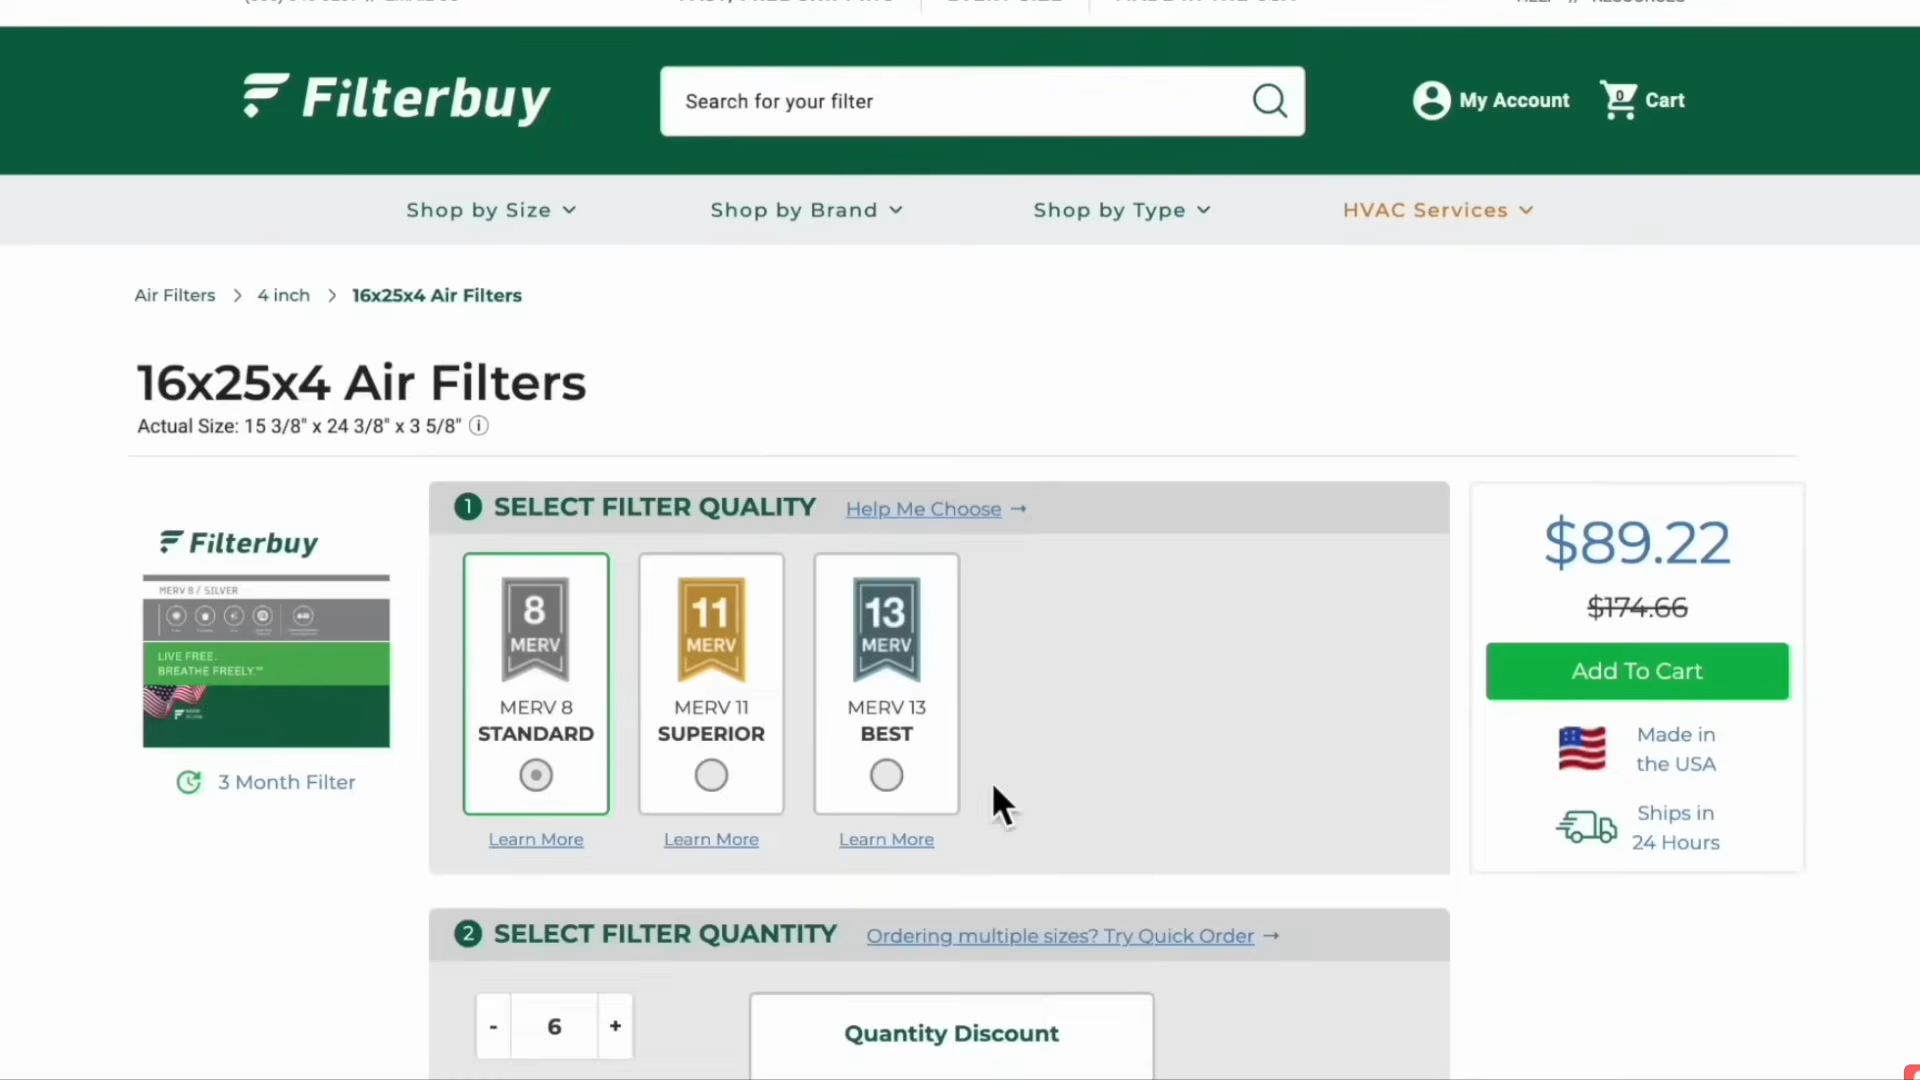 Filterbuy
Search for your filter
My Account
0
Cart
Shop by Size
Shop by Brand
Shop by Type
HVAC Services
Air Filters > 4 inch > 16x25x4 Air Filters
16x25x4 Air Filters
Actual Size: 15 3/8" x 24 3/8" x 3 5/8"
Filterbuy
MERV 8 / SILVER
LIVE FREE.
BREATHE FREELY.™
3 Month Filter
1 SELECT FILTER QUALITY Help Me Choose →
8
MERV
MERV 8
STANDARD
Learn More
11
MERV
MERV 11
SUPERIOR
Learn More
13
MERV
MERV 13
BEST
Learn More
$89.22
$174.66
Add To Cart
Made in
the USA
Ships in
24 Hours
2 SELECT FILTER QUANTITY Ordering multiple sizes? Try Quick Order →
- 6 +
Quantity Discount